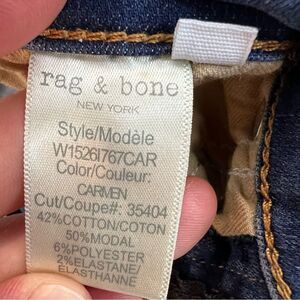 rag & bone
NEW YORK
Style/Modèle
W1526I767CAR
Color/Couleur:
CARMEN
Cut/Coupe#: 35404
42%COTTON/COTON
50%MODAL
6%POLYESTER
2%ELASTANE/
ÉLASTHANNE